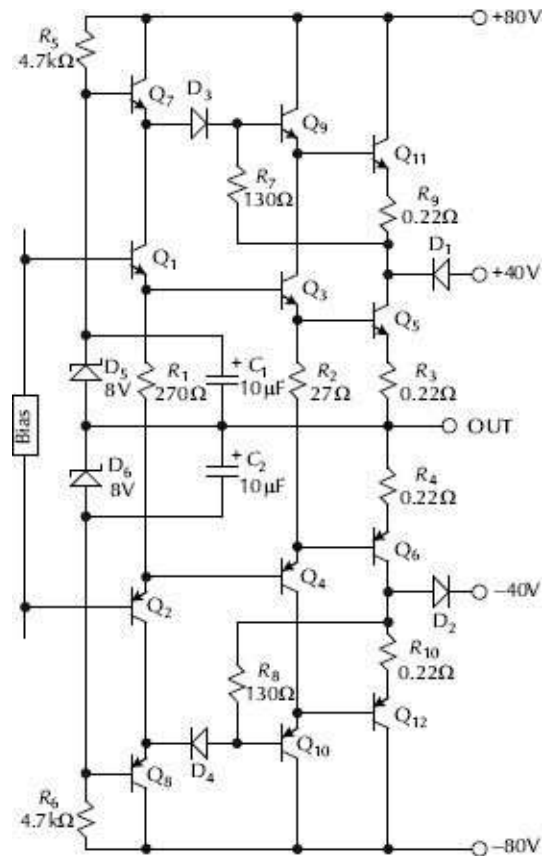 +80V
R5
4.7kΩ
Q7
D3
Q9
Q11
R7
130Ω
R9
0.22Ω
D1
+40V
Q1
Q3
Q5
D5
8V
R1
270Ω
+ C1
10μF
R2
27Ω
R3
0.22Ω
OUT
Bias
D6
8V
+ C2
10μF
R4
0.22Ω
Q6
Q4
Q2
−40V
D2
R8
130Ω
R10
0.22Ω
Q12
Q8
D4
Q10
R6
4.7kΩ
−80V